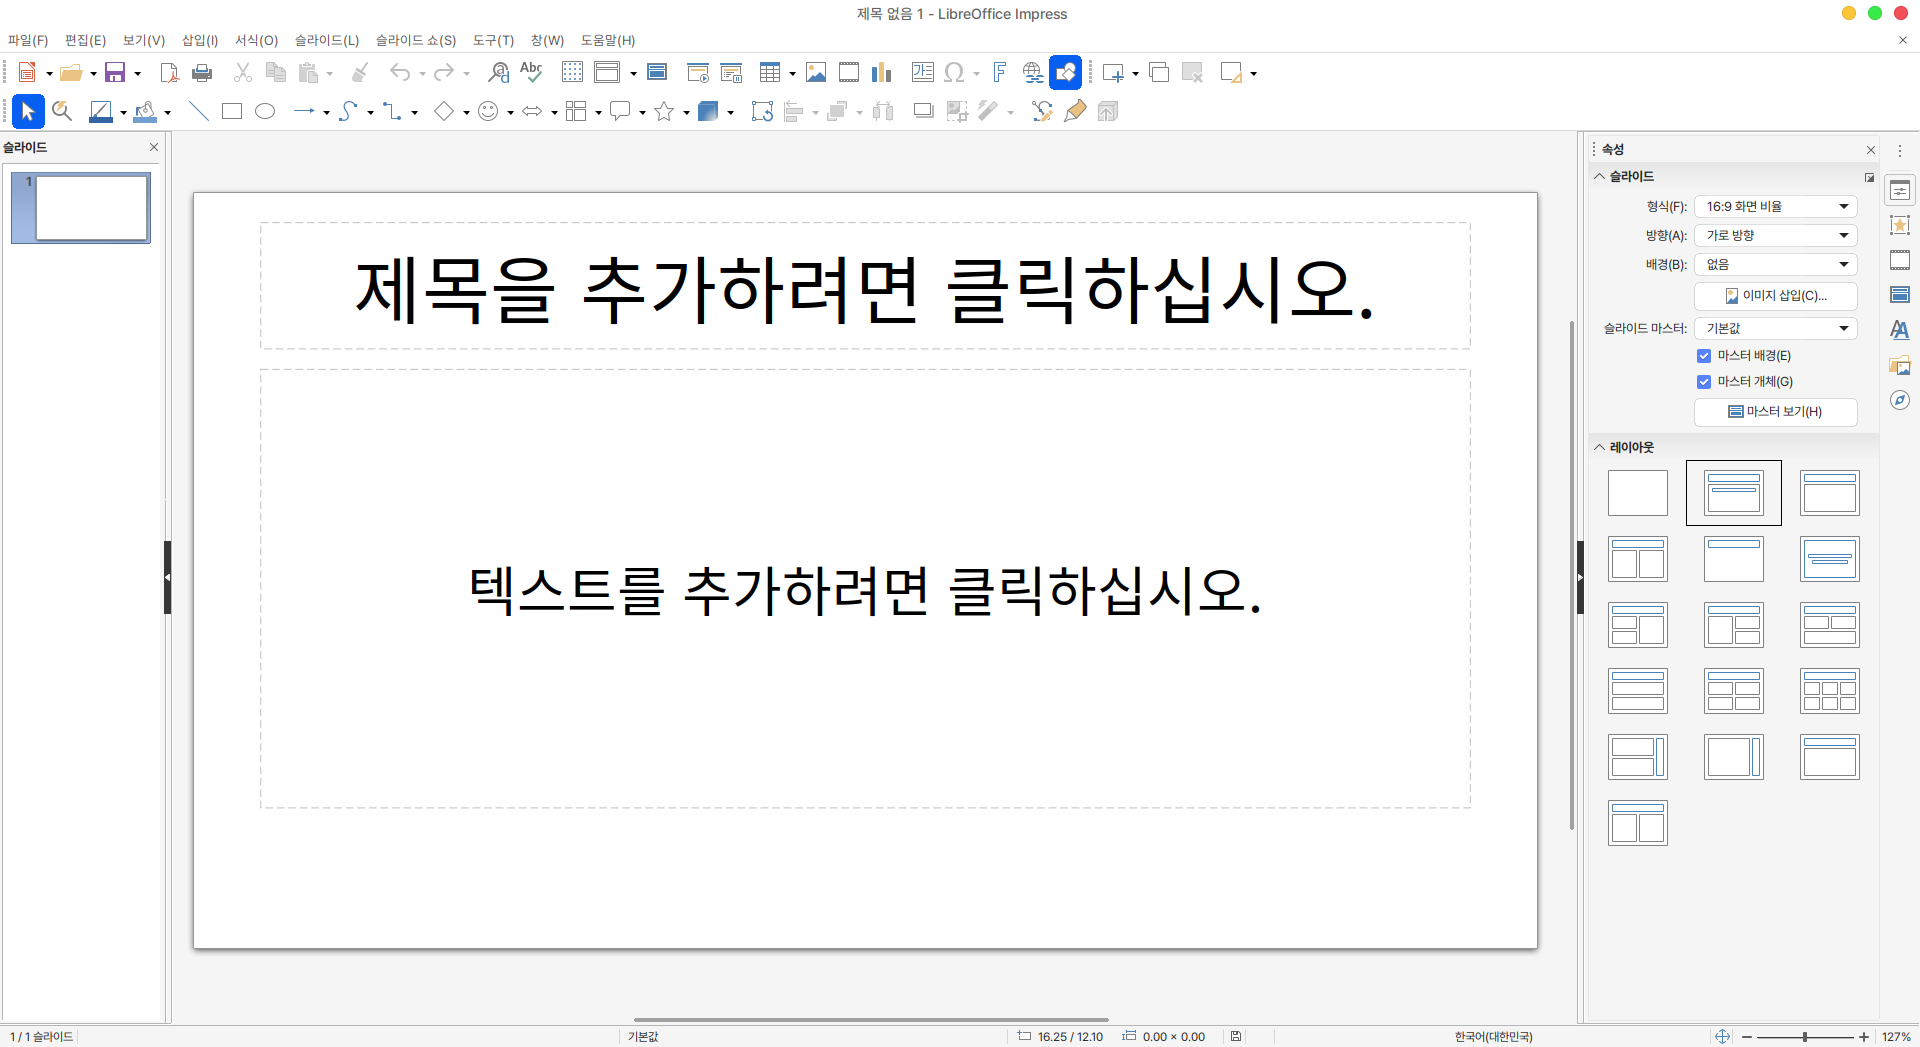 제목 없음 1 - LibreOffice Impress
파일(F) 편집(E) 보기(V) 삽입(I) 서식(O) 슬라이드(L) 슬라이드 쇼(S) 도구(T) 창(W) 도움말(H)
Abc
슬라이드
1
제목을 추가하려면 클릭하십시오.
텍스트를 추가하려면 클릭하십시오.
속성
슬라이드
형식(F): 16:9 화면 비율
방향(A): 가로 방향
배경(B): 없음
이미지 삽입(C)...
슬라이드 마스터: 기본값
마스터 배경(E)
마스터 개체(G)
마스터 보기(H)
레이아웃
1 / 1 슬라이드 기본값 16.25 / 12.10 0.00 × 0.00 한국어(대한민국) 127%